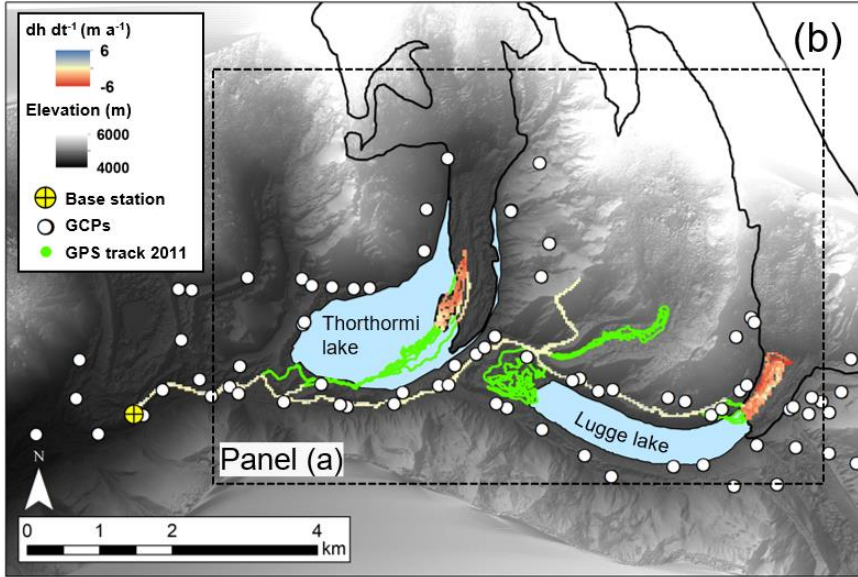 dh dt⁻¹ (m a⁻¹)
6
-6
Elevation (m)
6000
4000
Base station
GCPs
GPS track 2011
(b)
Thorthormi
lake
Lugge lake
Panel (a)
N
0 1 2 4
km